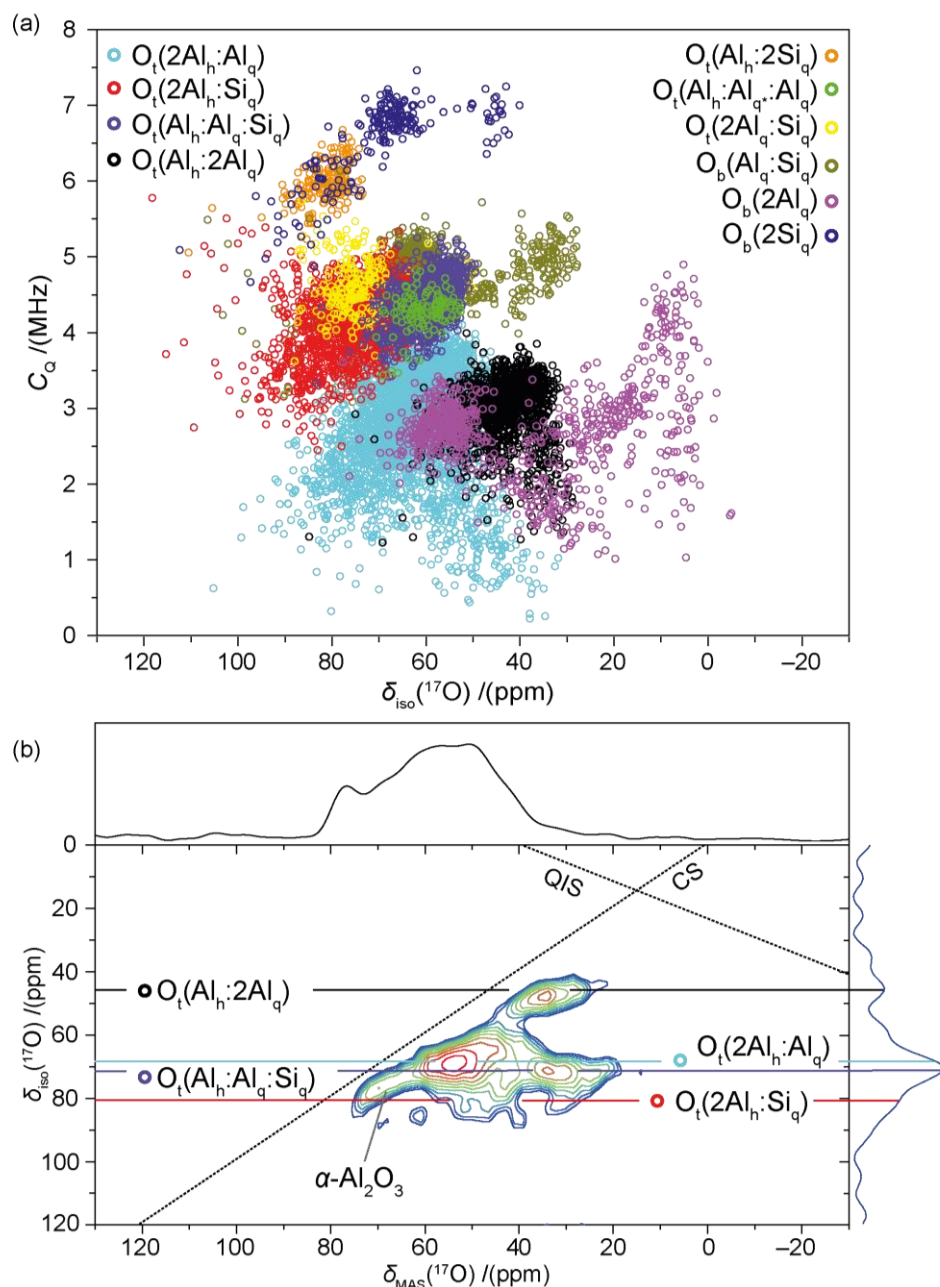 (a)
8
7
6
5
4
3
2
1
0
C_Q /(MHz)
O_t(2Al_h:Al_q)
O_t(2Al_h:Si_q)
O_t(Al_h:Al_q:Si_q)
O_t(Al_h:2Al_q)
O_t(Al_h:2Si_q)
O_t(Al_h:Al_q*:Al_q)
O_t(2Al_q:Si_q)
O_b(Al_q:Si_q)
O_b(2Al_q)
O_b(2Si_q)
120 100 80 60 40 20 0 –20
δ_iso(¹⁷O) /(ppm)
(b)
0
20
40
60
80
100
120
δ_iso(¹⁷O) /(ppm)
QIS
CS
O_t(Al_h:2Al_q)
O_t(2Al_h:Al_q)
O_t(Al_h:Al_q:Si_q)
O_t(2Al_h:Si_q)
α-Al₂O₃
120 100 80 60 40 20 0 –20
δ_MAS(¹⁷O) /(ppm)